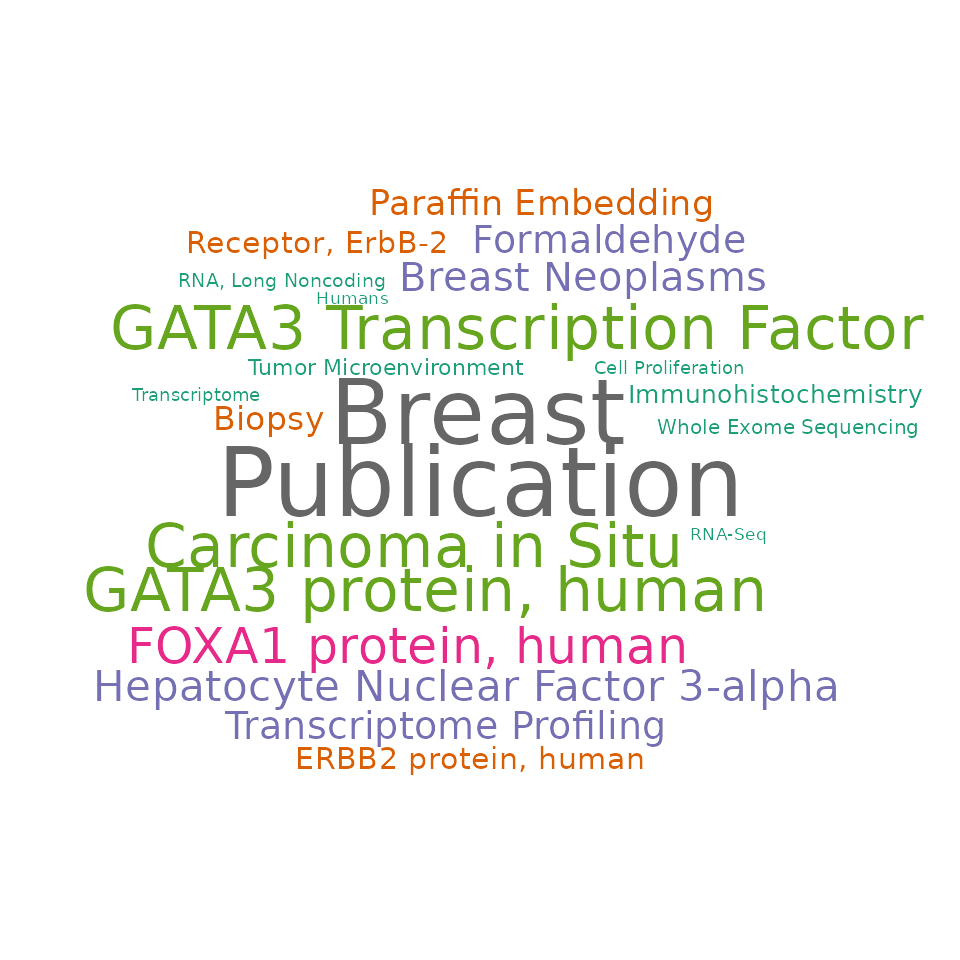 Paraffin Embedding
Receptor, ErbB-2
Formaldehyde
RNA, Long Noncoding
Breast Neoplasms
Humans
GATA3 Transcription Factor
Tumor Microenvironment
Cell Proliferation
Transcriptome
Breast
Immunohistochemistry
Biopsy
Whole Exome Sequencing
Publication
Carcinoma in Situ
RNA-Seq
GATA3 protein, human
FOXA1 protein, human
Hepatocyte Nuclear Factor 3-alpha
Transcriptome Profiling
ERBB2 protein, human